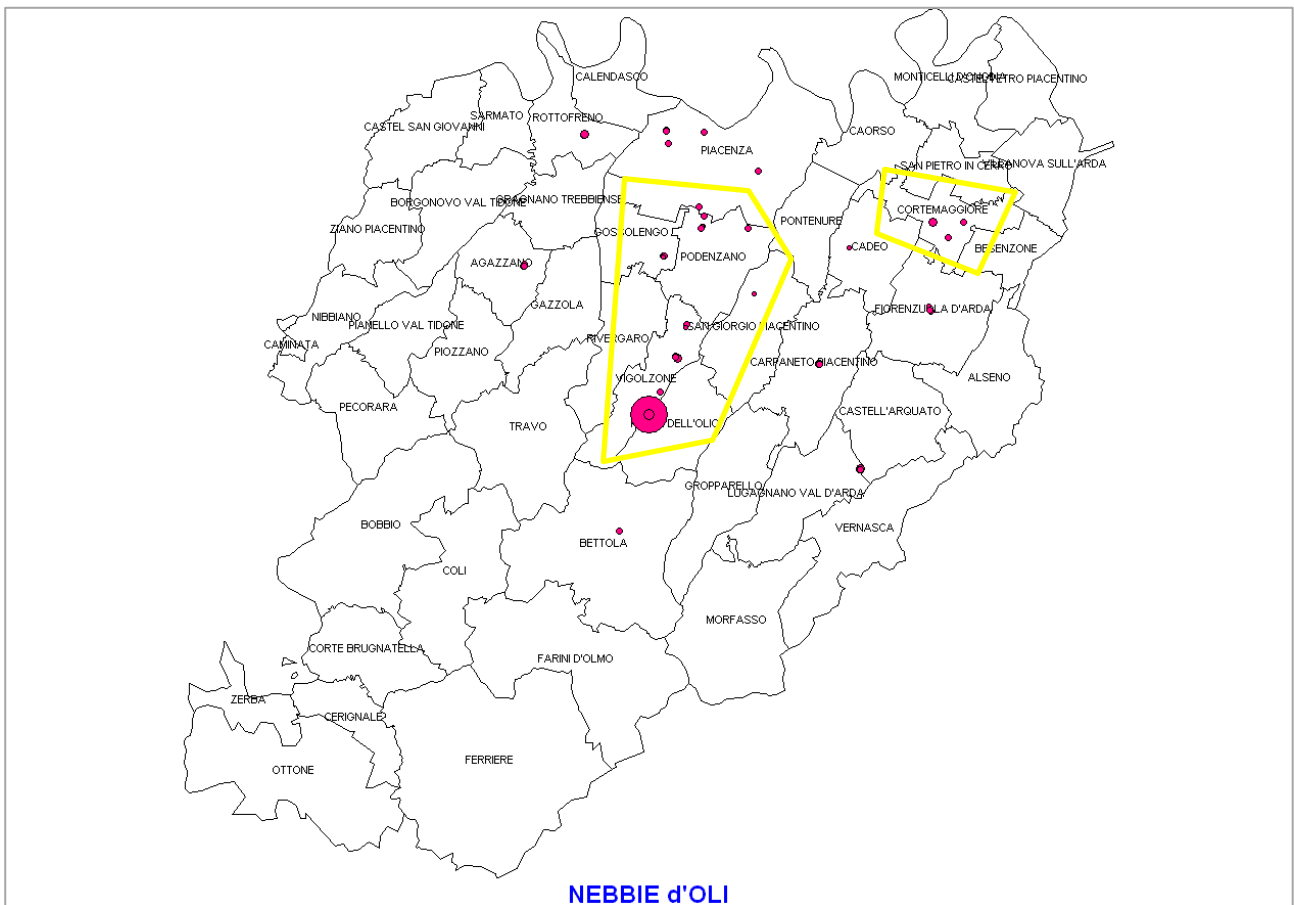 CALENDASCO
CASTELVETRO PIACENTINO
SARMATO
ROTTOFRENO
CASTEL SAN GIOVANNI
CAORSO
PIACENZA
SAN PIETRO IN CERRO
VILLANOVA SULL'ARDA
BORGONOVO VAL TIDONE
GRAGNANO TREBBIENSE
CORTEMAGGIORE
PONTENURE
ZIANO PIACENTINO
GOSSOLENGO
CADEO
BESENZONE
PODENZANO
AGAZZANO
GAZZOLA
FIORENZUOLA D'ARDA
NIBBIANO
PIANELLO VAL TIDONE
SAN GIORGIO PIACENTINO
RIVERGARO
CAMINATA
PIOZZANO
CARPANETO PIACENTINO
VIGOLZONE
ALSENO
PECORARA
CASTELL'ARQUATO
TRAVO
DELL'OLIO
GROPPARELLO
LUGAGNANO VAL D'ARDA
BOBBIO
VERNASCA
BETTOLA
COLI
MORFASSO
CORTE BRUGNATELLA
FARINI D'OLMO
ZERBA
CERIGNALE
FERRIERE
OTTONE
NEBBIE d'OLI